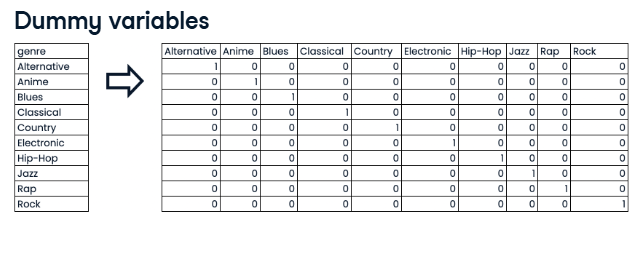 Dummy variables
genre Alternative Anime Blues Classical Country Electronic Hip-Hop Jazz Rap Rock
Alternative 1 0 0 0 0 0 0 0 0 0
Anime 0 1 0 0 0 0 0 0 0 0
Blues 0 0 1 0 0 0 0 0 0 0
Classical 0 0 0 1 0 0 0 0 0 0
Country 0 0 0 0 1 0 0 0 0 0
Electronic 0 0 0 0 0 1 0 0 0 0
Hip-Hop 0 0 0 0 0 0 1 0 0 0
Jazz 0 0 0 0 0 0 0 1 0 0
Rap 0 0 0 0 0 0 0 0 1 0
Rock 0 0 0 0 0 0 0 0 0 1